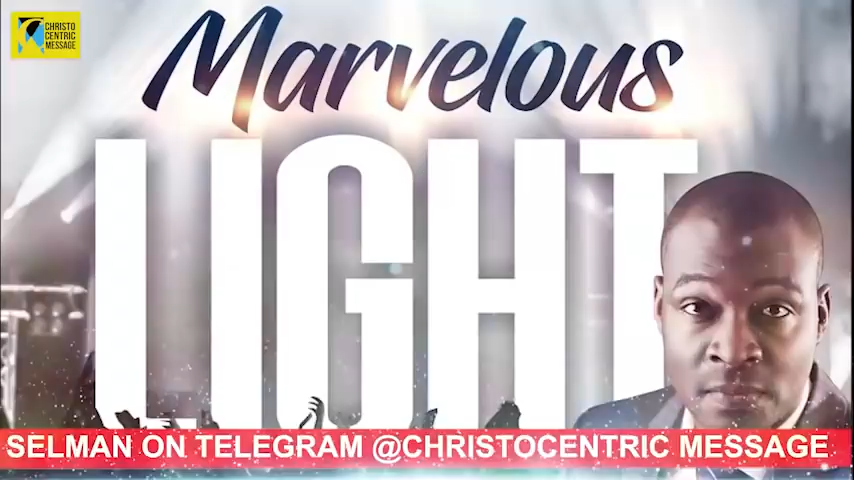 CHRISTO
CENTRIC
MESSAGE
Marvelous
LIGHT
SELMAN ON TELEGRAM @CHRISTOCENTRIC MESSAGE